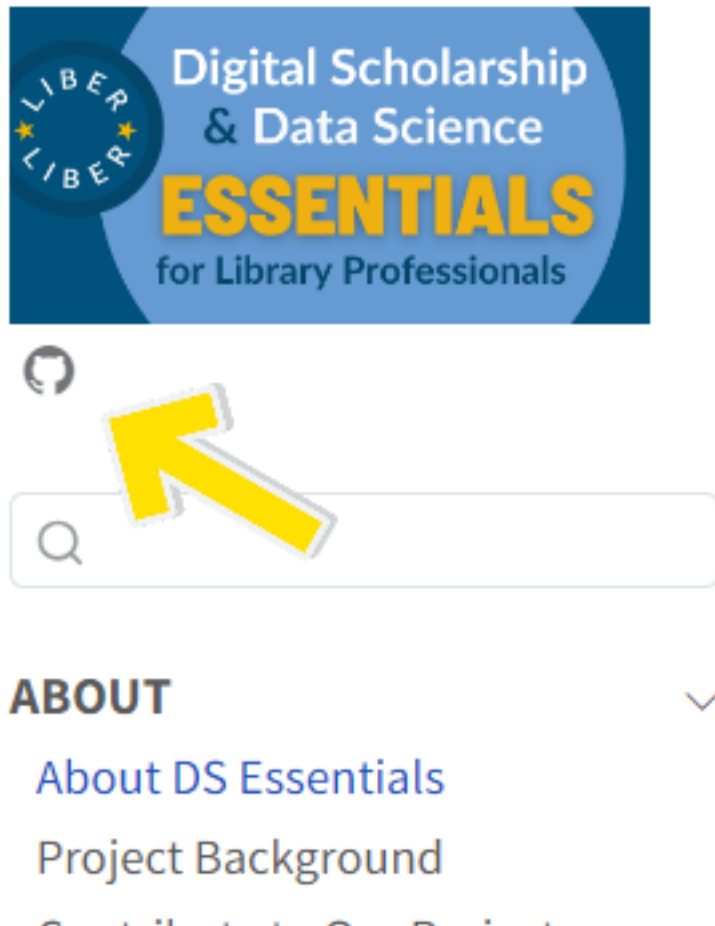 LIBER
LIBER
Digital Scholarship
& Data Science
ESSENTIALS
for Library Professionals
ABOUT
About DS Essentials
Project Background